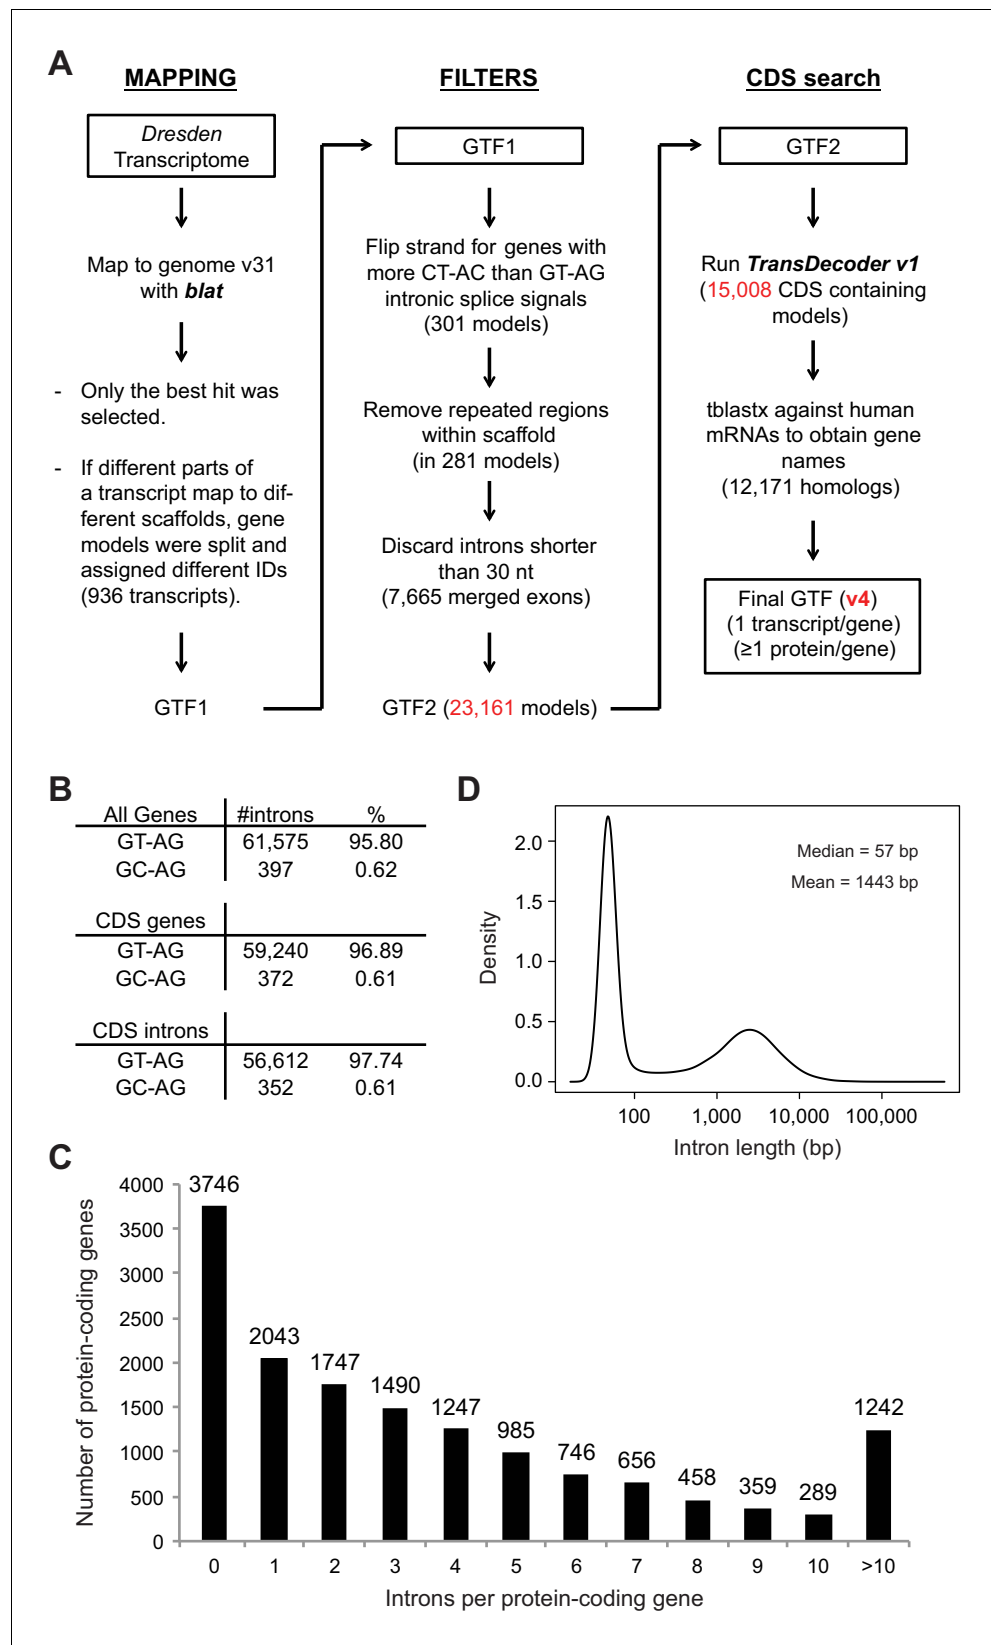 A
MAPPING
Dresden
Transcriptome
Map to genome v31
with blat
- Only the best hit was
selected.
- If different parts of
a transcript map to dif-
ferent scaffolds, gene
models were split and
assigned different IDs
(936 transcripts).
GTF1
FILTERS
GTF1
Flip strand for genes with
more CT-AC than GT-AG
intronic splice signals
(301 models)
Remove repeated regions
within scaffold
(in 281 models)
Discard introns shorter
than 30 nt
(7,665 merged exons)
GTF2 (23,161 models)
CDS search
GTF2
Run TransDecoder v1
(15,008 CDS containing
models)
tblastx against human
mRNAs to obtain gene
names
(12,171 homologs)
Final GTF (v4)
(1 transcript/gene)
(≥1 protein/gene)
B
All Genes #introns %
GT-AG 61,575 95.80
GC-AG 397 0.62
CDS genes
GT-AG 59,240 96.89
GC-AG 372 0.61
CDS introns
GT-AG 56,612 97.74
GC-AG 352 0.61
D
Density
2.0
1.5
1.0
0.5
0.0
Median = 57 bp
Mean = 1443 bp
100 1,000 10,000 100,000
Intron length (bp)
C
Number of protein-coding genes
4000
3500
3000
2500
2000
1500
1000
500
0
3746
2043
1747
1490
1247
985
746
656
458
359
289
1242
0 1 2 3 4 5 6 7 8 9 10 >10
Introns per protein-coding gene